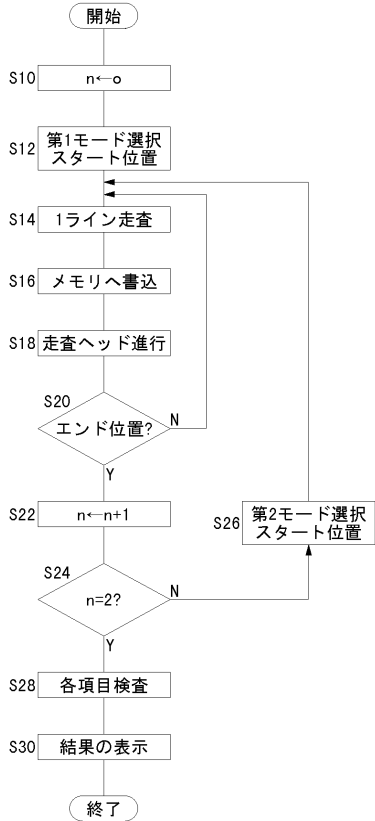 開始
S10
n←o
S12
第1モード選択
スタート位置
S14
1ライン走査
S16
メモリへ書込
S18
走査ヘッド進行
S20
エンド位置?
N
Y
S22
n←n+1
S26
第2モード選択
スタート位置
S24
n=2?
N
Y
S28
各項目検査
S30
結果の表示
終了